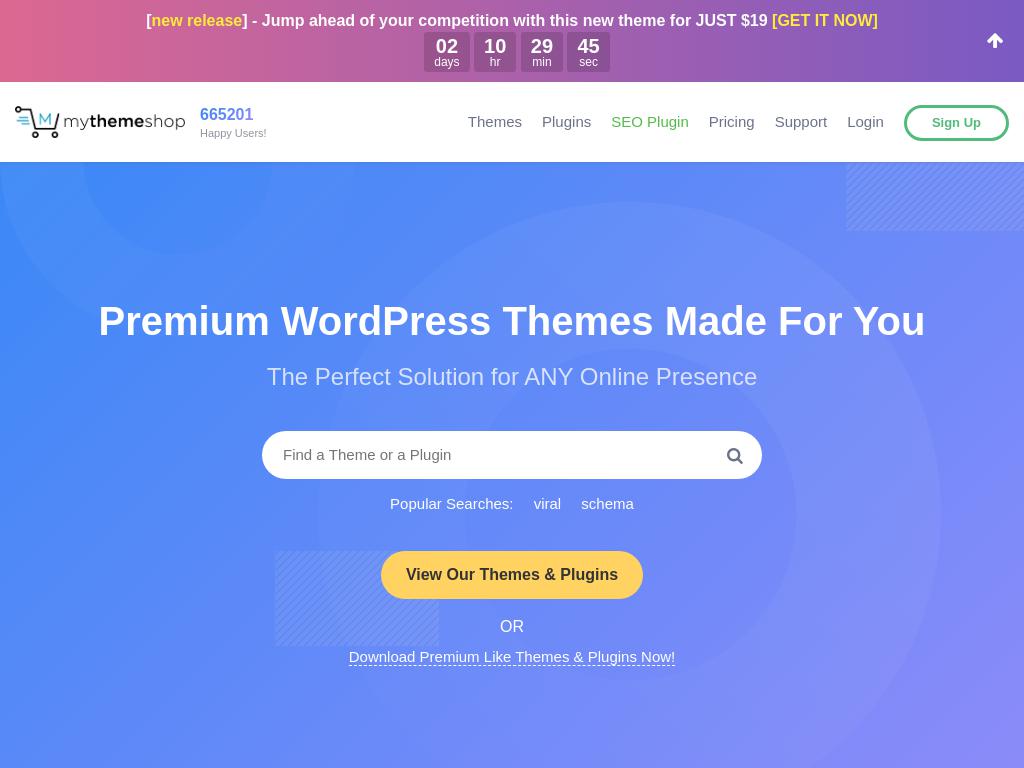 [new release] - Jump ahead of your competition with this new theme for JUST $19 [GET IT NOW]
02 10 29 45
days hr min sec
M mythemeshop
665201
Happy Users!
Themes Plugins SEO Plugin Pricing Support Login Sign Up
Premium WordPress Themes Made For You
The Perfect Solution for ANY Online Presence
Find a Theme or a Plugin
Popular Searches: viral schema
View Our Themes & Plugins
OR
Download Premium Like Themes & Plugins Now!